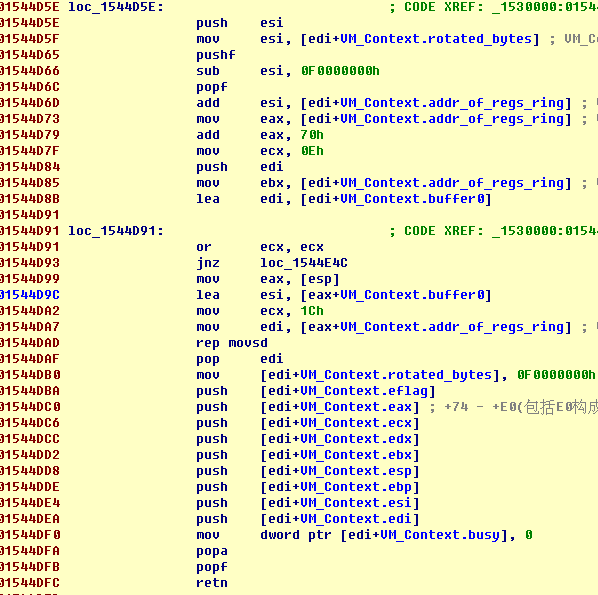 01544D5E loc_1544D5E: ; CODE XREF: _1530000:0154
01544D5E push esi
01544D5F mov esi, [edi+VM_Context.rotated_bytes] ; VM_C
01544D65 pushf
01544D66 sub esi, 0F0000000h
01544D6C popf
01544D6D add esi, [edi+VM_Context.addr_of_regs_ring] ;
01544D73 mov eax, [edi+VM_Context.addr_of_regs_ring] ;
01544D79 add eax, 70h
01544D7F mov ecx, 0Eh
01544D84 push edi
01544D85 mov ebx, [edi+VM_Context.addr_of_regs_ring] ;
01544D8B lea edi, [edi+VM_Context.buffer0]
01544D91
01544D91 loc_1544D91: ; CODE XREF: _1530000:0154
01544D91 or ecx, ecx
01544D93 jnz loc_1544E4C
01544D99 mov eax, [esp]
01544D9C lea esi, [eax+VM_Context.buffer0]
01544DA2 mov ecx, 1Ch
01544DA7 mov edi, [eax+VM_Context.addr_of_regs_ring] ;
01544DAD rep movsd
01544DAF pop edi
01544DB0 mov [edi+VM_Context.rotated_bytes], 0F0000000h
01544DBA push [edi+VM_Context.eflag]
01544DC0 push [edi+VM_Context.eax] ; +74 - +E0(包括E0构成
01544DC6 push [edi+VM_Context.ecx]
01544DCC push [edi+VM_Context.edx]
01544DD2 push [edi+VM_Context.ebx]
01544DD8 push [edi+VM_Context.esp]
01544DDE push [edi+VM_Context.ebp]
01544DE4 push [edi+VM_Context.esi]
01544DEA push [edi+VM_Context.edi]
01544DF0 mov dword ptr [edi+VM_Context.busy], 0
01544DFA popa
01544DFB popf
01544DFC retn